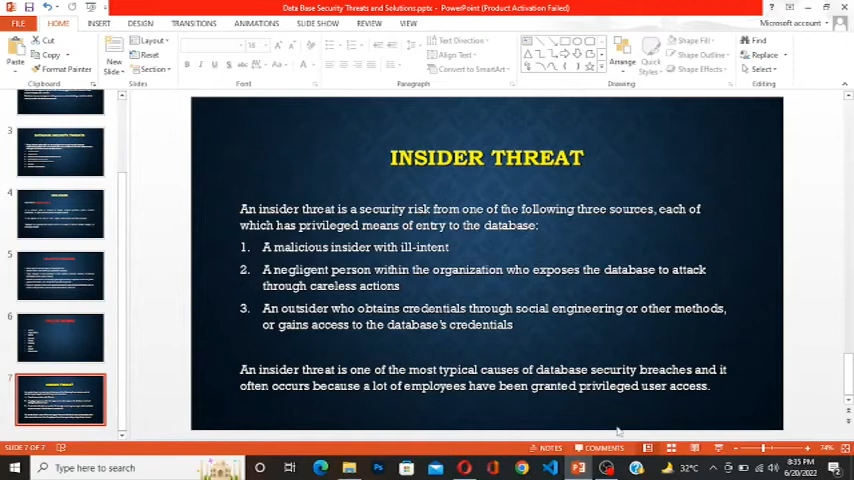 Data Base Security Threats and Solutions.pptx - PowerPoint (Product Activation Failed)
FILE HOME INSERT DESIGN TRANSITIONS ANIMATIONS SLIDE SHOW REVIEW VIEW Microsoft account
Cut
Copy
Format Painter
Paste
Clipboard
New
Slide
Layout
Reset
Section
Slides
16
Font
Text Direction
Align Text
Convert to SmartArt
Paragraph
Arrange
Quick
Styles
Shape Fill
Shape Outline
Shape Effects
Drawing
Find
Replace
Select
Editing
3
4
5
6
7
INSIDER THREAT
An insider threat is a security risk from one of the following three sources, each of
which has privileged means of entry to the database:
1. A malicious insider with ill-intent
2. A negligent person within the organization who exposes the database to attack
through careless actions
3. An outsider who obtains credentials through social engineering or other methods,
or gains access to the database's credentials
An insider threat is one of the most typical causes of database security breaches and it
often occurs because a lot of employees have been granted privileged user access.
SLIDE 7 OF 7 NOTES COMMENTS 74%
Type here to search
32°C
8:35 PM
6/20/2022